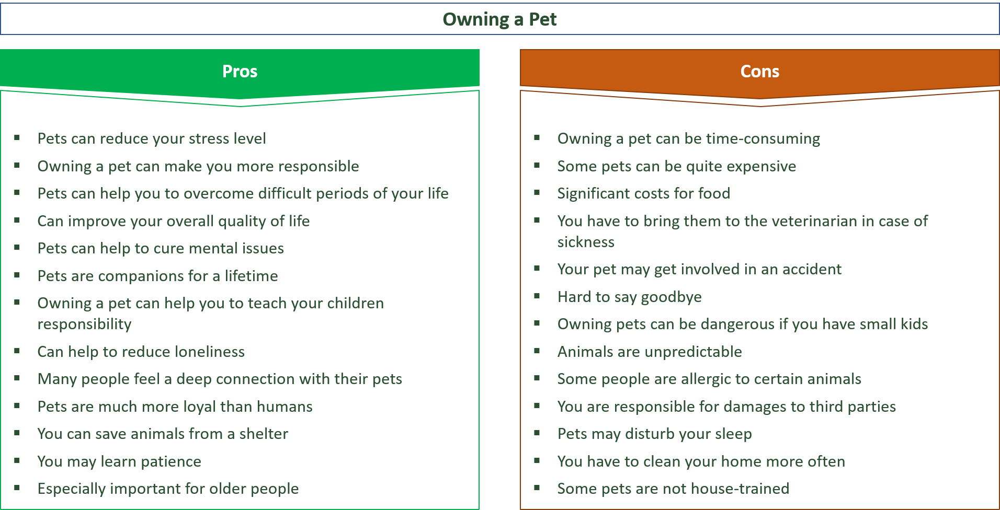 Owning a Pet
Pros
Pets can reduce your stress level
Owning a pet can make you more responsible
Pets can help you to overcome difficult periods of your life
Can improve your overall quality of life
Pets can help to cure mental issues
Pets are companions for a lifetime
Owning a pet can help you to teach your children
responsibility
Can help to reduce loneliness
Many people feel a deep connection with their pets
Pets are much more loyal than humans
You can save animals from a shelter
You may learn patience
Especially important for older people
Cons
Owning a pet can be time-consuming
Some pets can be quite expensive
Significant costs for food
You have to bring them to the veterinarian in case of
sickness
Your pet may get involved in an accident
Hard to say goodbye
Owning pets can be dangerous if you have small kids
Animals are unpredictable
Some people are allergic to certain animals
You are responsible for damages to third parties
Pets may disturb your sleep
You have to clean your home more often
Some pets are not house-trained